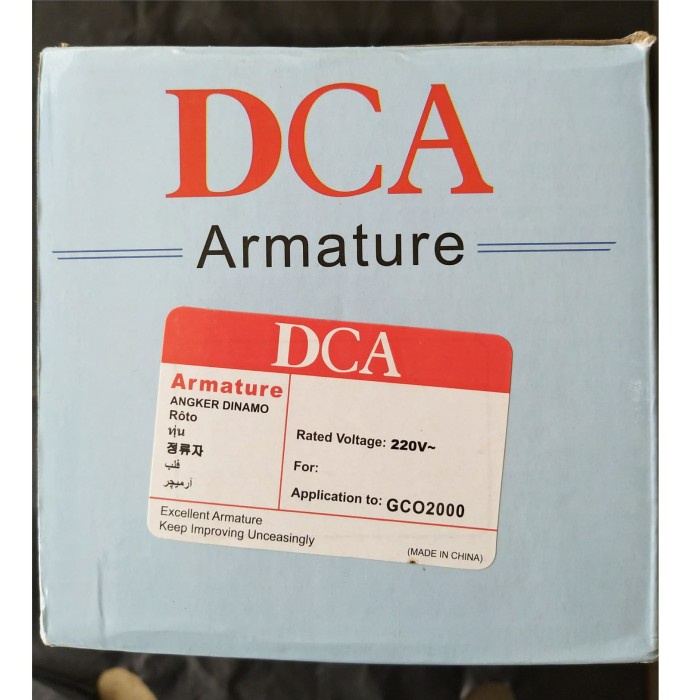 DCA
Armature
DCA
Armature
ANGKER DINAMO
Rôto
ทุ่น
정류자
قلب
آرمیچر
Rated Voltage: 220V~
For:
Application to: GCO2000
Excellent Armature
Keep Improving Unceasingly
(MADE IN CHINA)